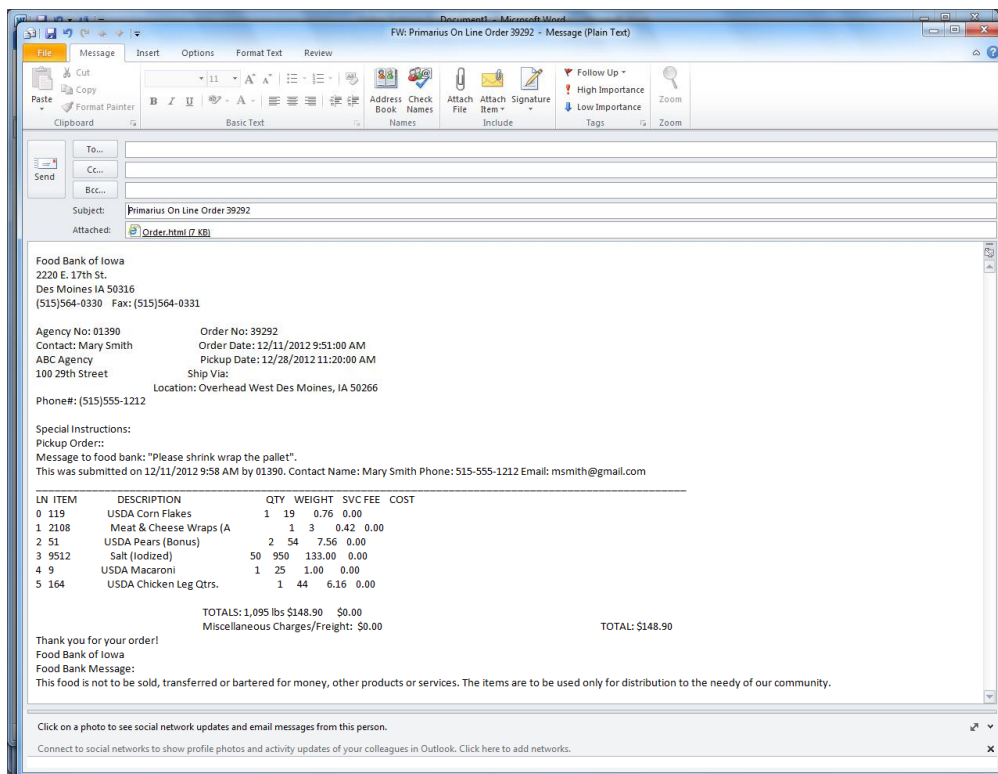 Document1 - Microsoft Word
FW: Primarius On Line Order 39292 - Message (Plain Text)
File Message Insert Options Format Text Review
Paste
Cut
Copy
Format Painter
Clipboard
11
Basic Text
Address Book
Check Names
Names
Attach File
Attach Item
Signature
Include
Follow Up
High Importance
Low Importance
Tags
Zoom
Zoom
Send
To...
Cc...
Bcc...
Subject: Primarius On Line Order 39292
Attached: Order.html (7 KB)
Food Bank of Iowa
2220 E. 17th St.
Des Moines IA 50316
(515)564-0330 Fax: (515)564-0331
Agency No: 01390 Order No: 39292
Contact: Mary Smith Order Date: 12/11/2012 9:51:00 AM
ABC Agency Pickup Date: 12/28/2012 11:20:00 AM
100 29th Street Ship Via:
Location: Overhead West Des Moines, IA 50266
Phone#: (515)555-1212
Special Instructions:
Pickup Order::
Message to food bank: "Please shrink wrap the pallet".
This was submitted on 12/11/2012 9:58 AM by 01390. Contact Name: Mary Smith Phone: 515-555-1212 Email: msmith@gmail.com
LN ITEM DESCRIPTION QTY WEIGHT SVC FEE COST
0 119 USDA Corn Flakes 1 19 0.76 0.00
1 2108 Meat & Cheese Wraps (A 1 3 0.42 0.00
2 51 USDA Pears (Bonus) 2 54 7.56 0.00
3 9512 Salt (Iodized) 50 950 133.00 0.00
4 9 USDA Macaroni 1 25 1.00 0.00
5 164 USDA Chicken Leg Qtrs. 1 44 6.16 0.00
TOTALS: 1,095 lbs $148.90 $0.00
Miscellaneous Charges/Freight: $0.00 TOTAL: $148.90
Thank you for your order!
Food Bank of Iowa
Food Bank Message:
This food is not to be sold, transferred or bartered for money, other products or services. The items are to be used only for distribution to the needy of our community.
Click on a photo to see social network updates and email messages from this person.
Connect to social networks to show profile photos and activity updates of your colleagues in Outlook. Click here to add networks.